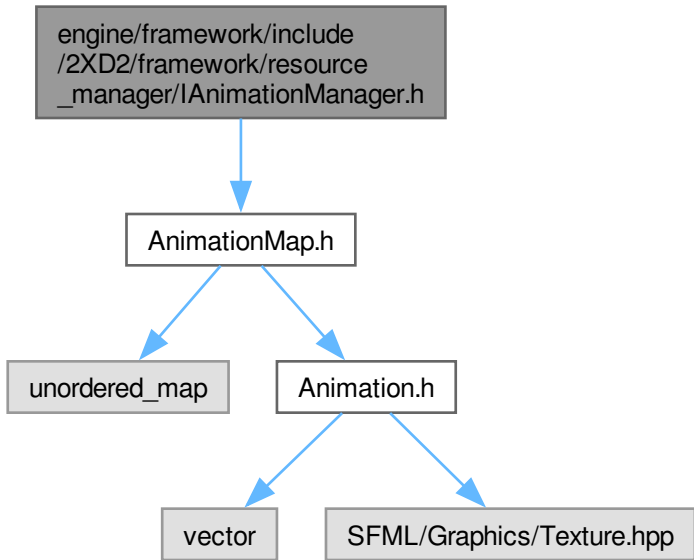 engine/framework/include
/2XD2/framework/resource
_manager/IAnimationManager.h
AnimationMap.h
unordered_map
Animation.h
vector
SFML/Graphics/Texture.hpp